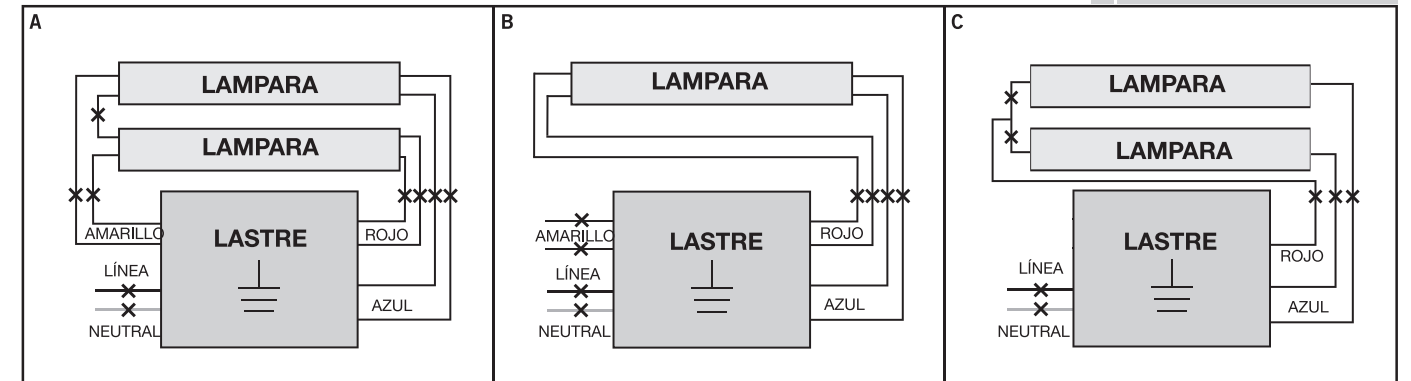 A
LAMPARA
LAMPARA
AMARILLO
LASTRE
ROJO
LÍNEA
AZUL
NEUTRAL
B
LAMPARA
AMARILLO
LASTRE
ROJO
LÍNEA
AZUL
NEUTRAL
C
LAMPARA
LAMPARA
LASTRE
ROJO
LÍNEA
AZUL
NEUTRAL